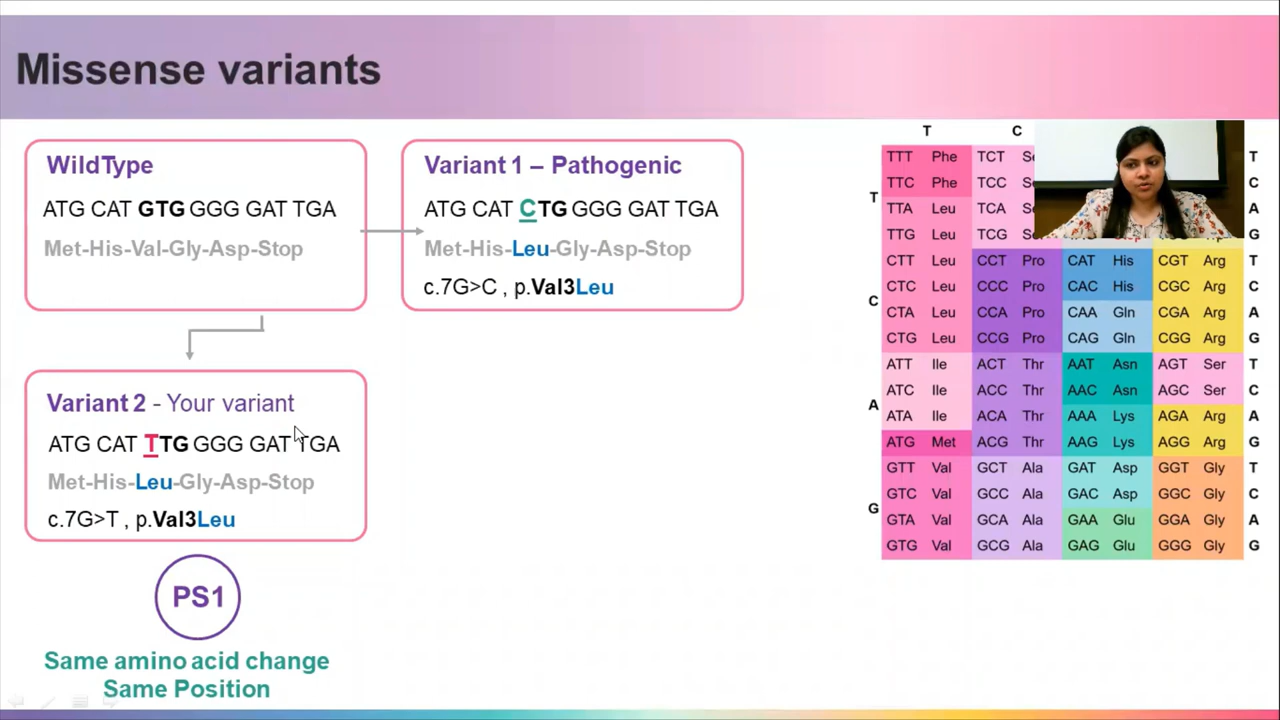 Missense variants
WildType
ATG CAT GTG GGG GAT TGA
Met-His-Val-Gly-Asp-Stop
Variant 1 – Pathogenic
ATG CAT CTG GGG GAT TGA
Met-His-Leu-Gly-Asp-Stop
c.7G>C , p.Val3Leu
Variant 2 - Your variant
ATG CAT TTG GGG GAT TGA
Met-His-Leu-Gly-Asp-Stop
c.7G>T , p.Val3Leu
PS1
Same amino acid change
Same Position
T C
T
TTT Phe TCT T
TTC Phe TCC C
TTA Leu TCA A
TTG Leu TCG G
C
CTT Leu CCT Pro CAT His CGT Arg T
CTC Leu CCC Pro CAC His CGC Arg C
CTA Leu CCA Pro CAA Gln CGA Arg A
CTG Leu CCG Pro CAG Gln CGG Arg G
A
ATT Ile ACT Thr AAT Asn AGT Ser T
ATC Ile ACC Thr AAC Asn AGC Ser C
ATA Ile ACA Thr AAA Lys AGA Arg A
ATG Met ACG Thr AAG Lys AGG Arg G
G
GTT Val GCT Ala GAT Asp GGT Gly T
GTC Val GCC Ala GAC Asp GGC Gly C
GTA Val GCA Ala GAA Glu GGA Gly A
GTG Val GCG Ala GAG Glu GGG Gly G